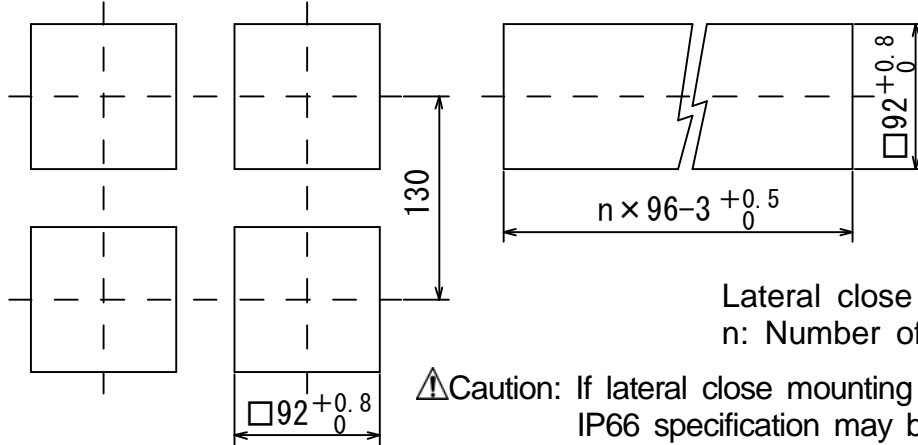 130
□92 +0.8 0
n×96-3 +0.5 0
□92 +0.8 0
Lateral close
n: Number of
⚠Caution: If lateral close mounting
IP66 specification may b